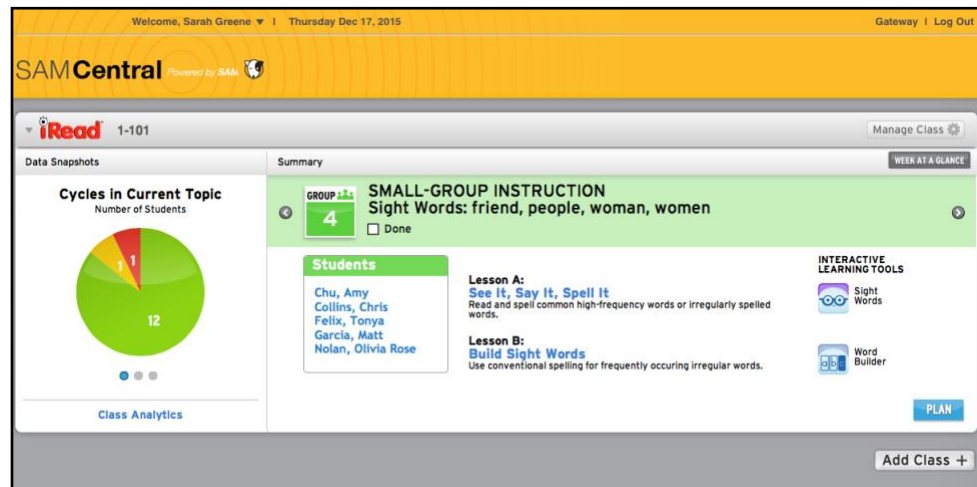 Welcome, Sarah Greene ▼ | Thursday Dec 17, 2015
Gateway | Log Out
SAMCentral Powered by SAM
iRead 1-101
Manage Class
Data Snapshots
Summary
WEEK AT A GLANCE
Cycles in Current Topic
Number of Students
1
1
12
Class Analytics
GROUP
4
SMALL-GROUP INSTRUCTION
Sight Words: friend, people, woman, women
Done
Students
Chu, Amy
Collins, Chris
Felix, Tonya
Garcia, Matt
Nolan, Olivia Rose
Lesson A:
See It, Say It, Spell It
Read and spell common high-frequency words or irregularly spelled
words.
Lesson B:
Build Sight Words
Use conventional spelling for frequently occuring irregular words.
INTERACTIVE
LEARNING TOOLS
Sight
Words
abc
Word
Builder
PLAN
Add Class +